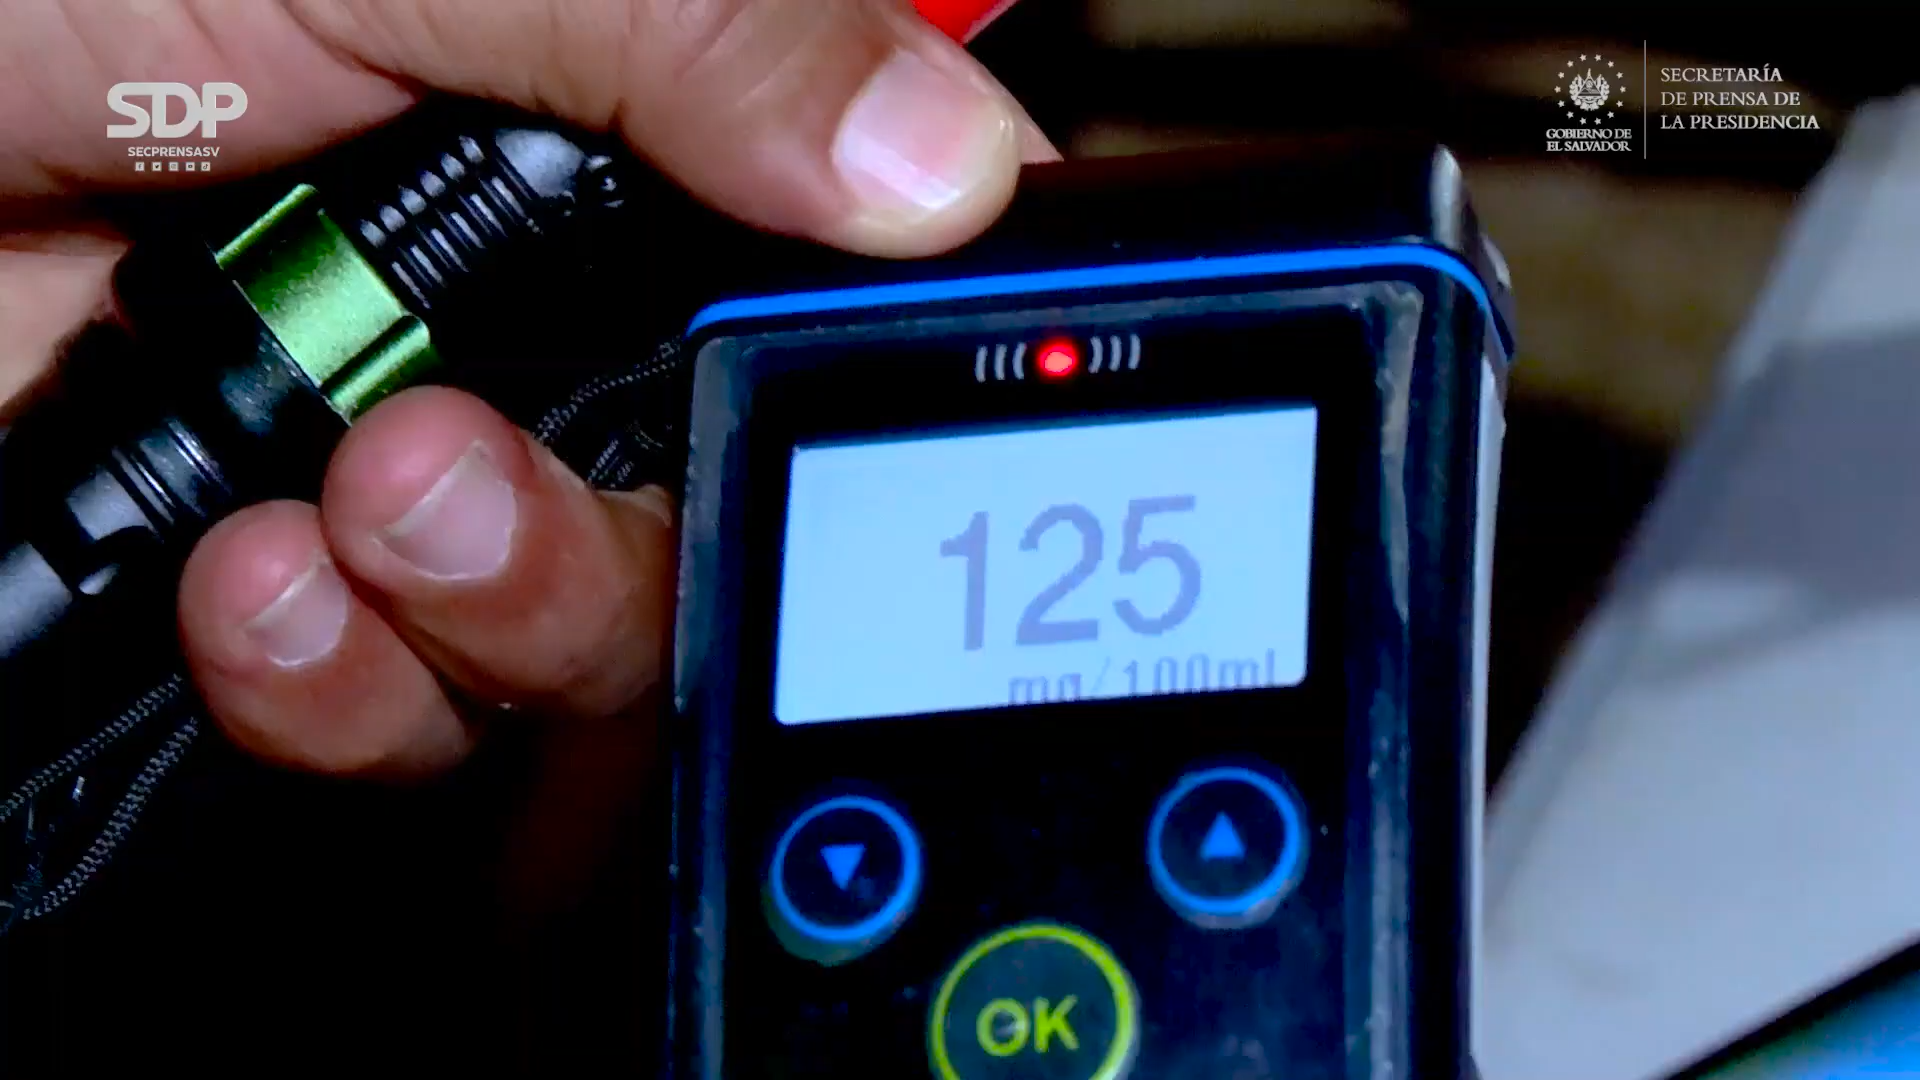 SDP
SECPRENSASV
GOBIERNO DE
EL SALVADOR
SECRETARÍA
DE PRENSA DE
LA PRESIDENCIA
125
mg/100ml
OK